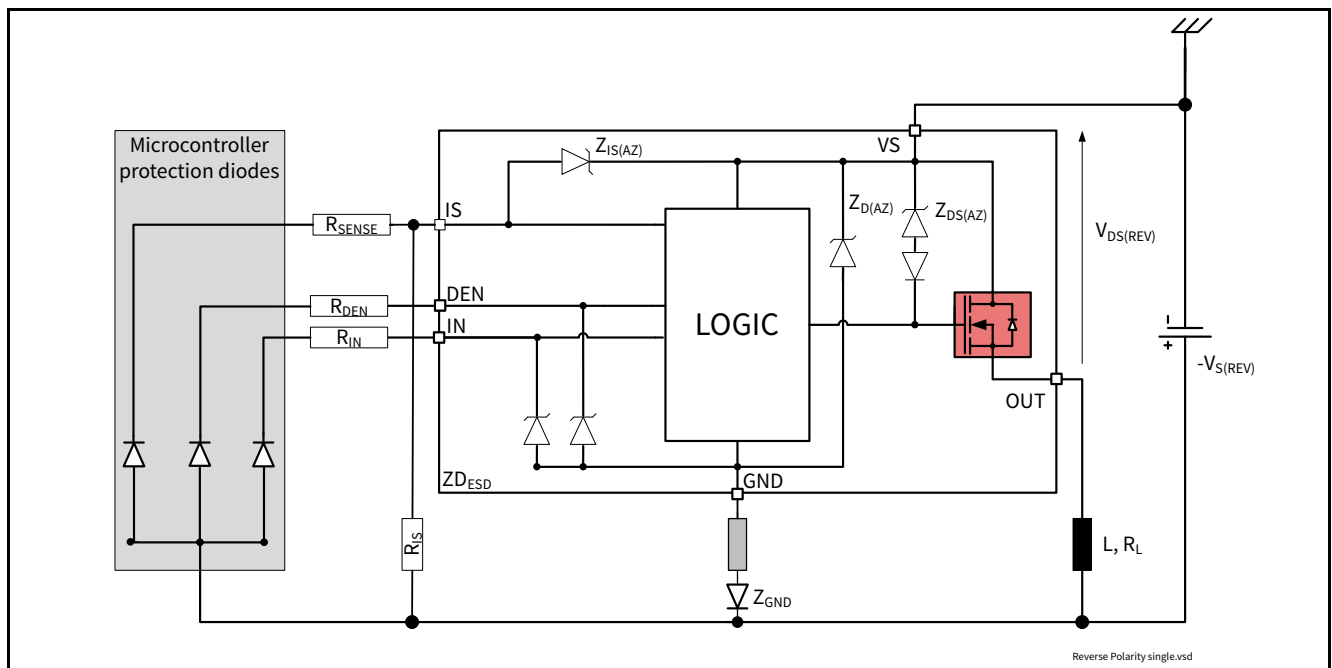 Microcontroller
protection diodes
Z_IS(AZ)
VS
R_SENSE
IS
Z_D(AZ)
Z_DS(AZ)
V_DS(REV)
R_DEN
DEN
R_IN
IN
LOGIC
-
+
-V_S(REV)
OUT
ZD_ESD
GND
R_IS
L, R_L
Z_GND
Reverse Polarity single.vsd